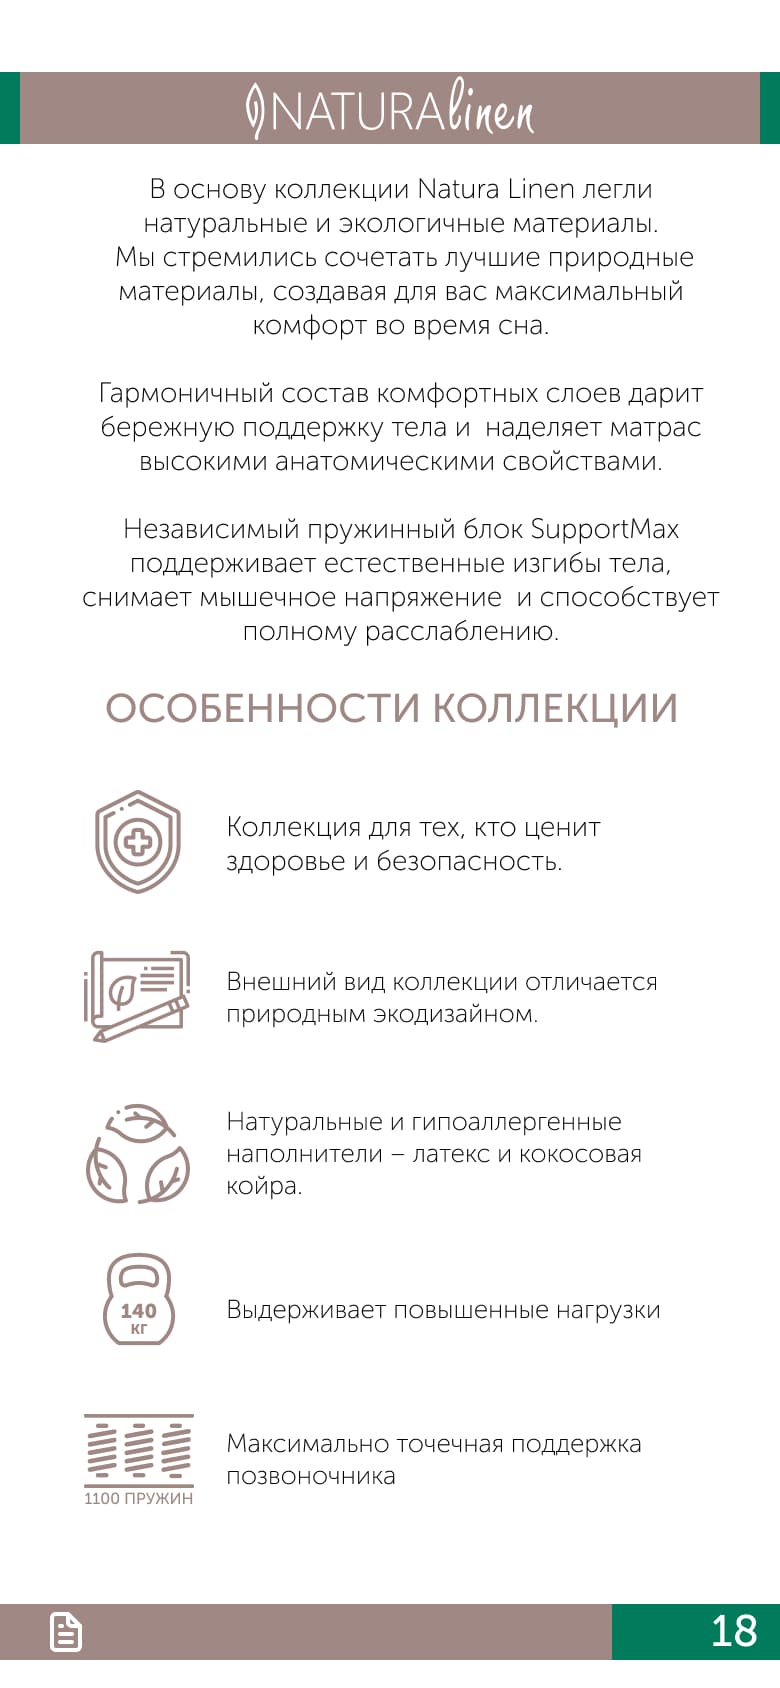 NATURAlinen
В основу коллекции Natura Linen легли
натуральные и экологичные материалы.
Мы стремились сочетать лучшие природные
материалы, создавая для вас максимальный
комфорт во время сна.
Гармоничный состав комфортных слоев дарит
бережную поддержку тела и наделяет матрас
высокими анатомическими свойствами.
Независимый пружинный блок SupportMax
поддерживает естественные изгибы тела,
снимает мышечное напряжение и способствует
полному расслаблению.
ОСОБЕННОСТИ КОЛЛЕКЦИИ
Коллекция для тех, кто ценит
здоровье и безопасность.
Внешний вид коллекции отличается
природным экодизайном.
Натуральные и гипоаллергенные
наполнители – латекс и кокосовая
койра.
140
кг
Выдерживает повышенные нагрузки
Максимально точечная поддержка
позвоночника
1100 ПРУЖИН
18